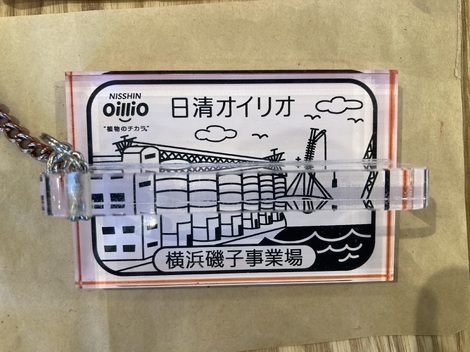 NISSHIN
OilliO
"植物のチカラ®"
日清オイリオ
横浜磯子事業場